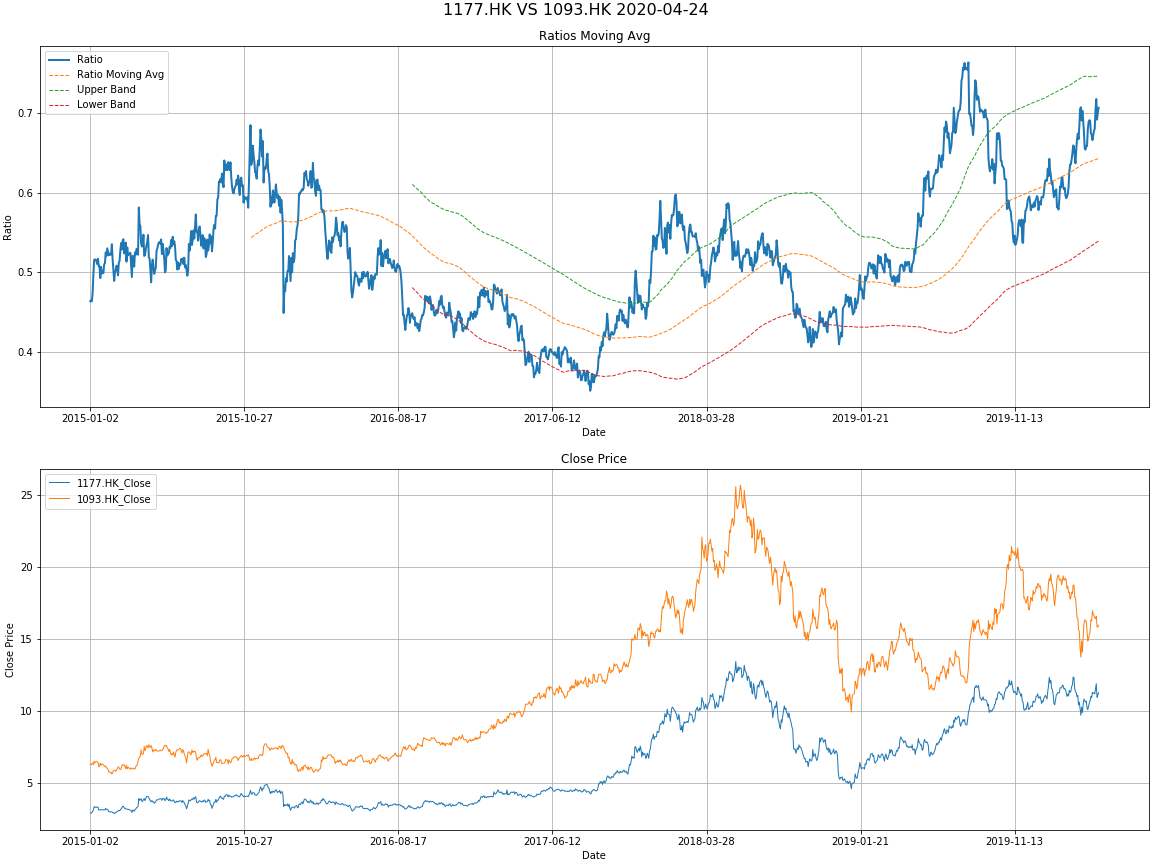 1177.HK VS 1093.HK 2020-04-24
Ratios Moving Avg
Ratio
Ratio Moving Avg
Upper Band
Lower Band
Ratio
0.7
0.6
0.5
0.4
2015-01-02 2015-10-27 2016-08-17 2017-06-12 2018-03-28 2019-01-21 2019-11-13
Date
Close Price
1177.HK_Close
1093.HK_Close
Close Price
25
20
15
10
5
2015-01-02 2015-10-27 2016-08-17 2017-06-12 2018-03-28 2019-01-21 2019-11-13
Date